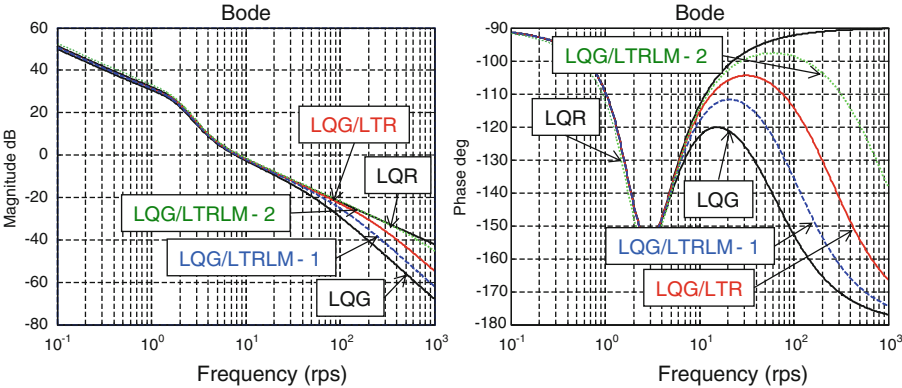 Bode
60
40
20
0
-20
-40
-60
-80
Magnitude dB
LQG/LTR
LQR
LQG/LTRLM - 2
LQG/LTRLM - 1
LQG
10^-1
10^0
10^1
10^2
10^3
Frequency (rps)
Bode
-90
-100
-110
-120
-130
-140
-150
-160
-170
-180
Phase deg
LQG/LTRLM - 2
LQR
LQG
LQG/LTRLM - 1
LQG/LTR
10^-1
10^0
10^1
10^2
10^3
Frequency (rps)